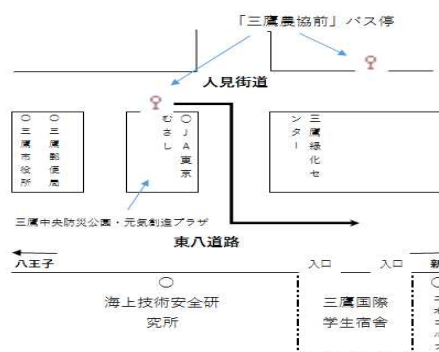 「三鷹農協前」バス停
人見街道
〇三鷹市役所
〇三鷹郵便局
〇JA東京
むさし
三鷹緑化セ
ンター
三鷹中央防災公園・元気創造プラザ
東八道路
八王子
入口
入口
新
〇
海上技術安全研
究所
三鷹国際
学生宿舎
〇